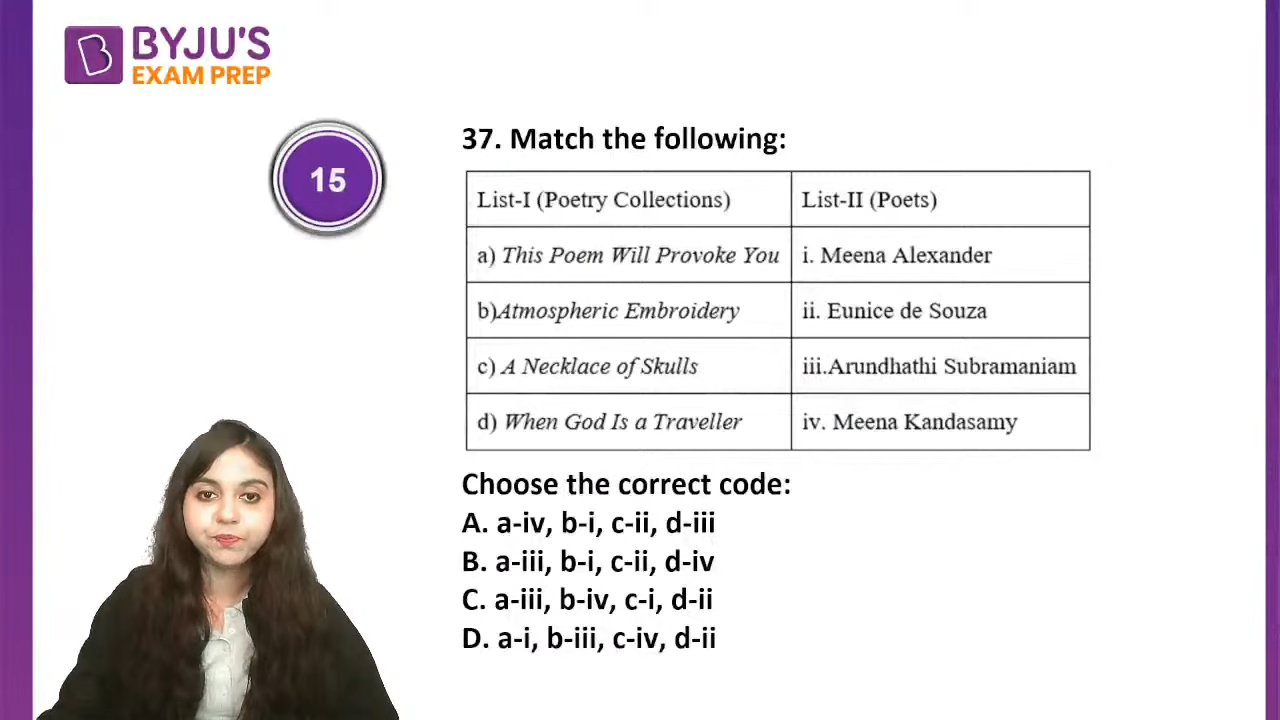 BYJU'S
EXAM PREP
15
37. Match the following:
List-I (Poetry Collections) List-II (Poets)
a) This Poem Will Provoke You i. Meena Alexander
b)Atmospheric Embroidery ii. Eunice de Souza
c) A Necklace of Skulls iii.Arundhathi Subramaniam
d) When God Is a Traveller iv. Meena Kandasamy
Choose the correct code:
A. a-iv, b-i, c-ii, d-iii
B. a-iii, b-i, c-ii, d-iv
C. a-iii, b-iv, c-i, d-ii
D. a-i, b-iii, c-iv, d-ii